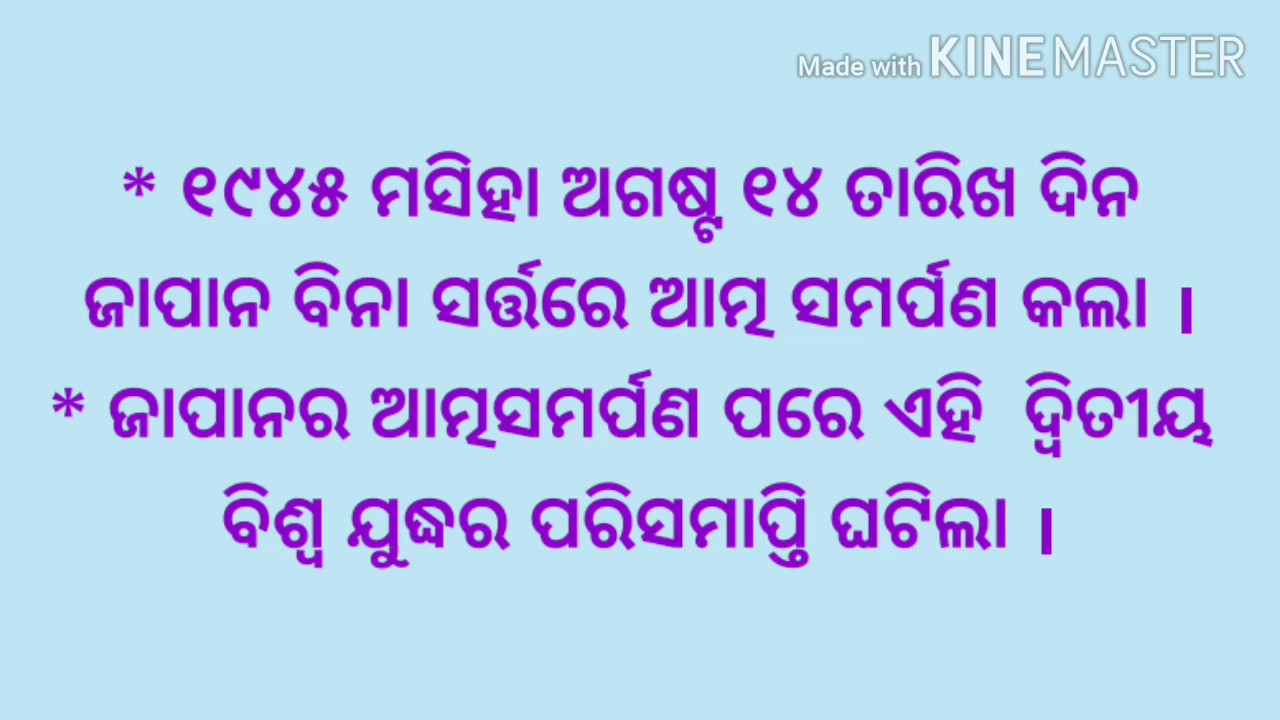 Made with KINEMASTER
* ୧୯୪୫ ମସିହା ଅଗଷ୍ଟ ୧୪ ତାରିଖ ଦିନ
ଜାପାନ ବିନା ସର୍ତ୍ତରେ ଆତ୍ମ ସମର୍ପଣ କଲା ।
* ଜାପାନର ଆତ୍ମସମର୍ପଣ ପରେ ଏହି ଦ୍ୱିତୀୟ
ବିଶ୍ୱ ଯୁଦ୍ଧର ପରିସମାପ୍ତି ଘଟିଲା ।